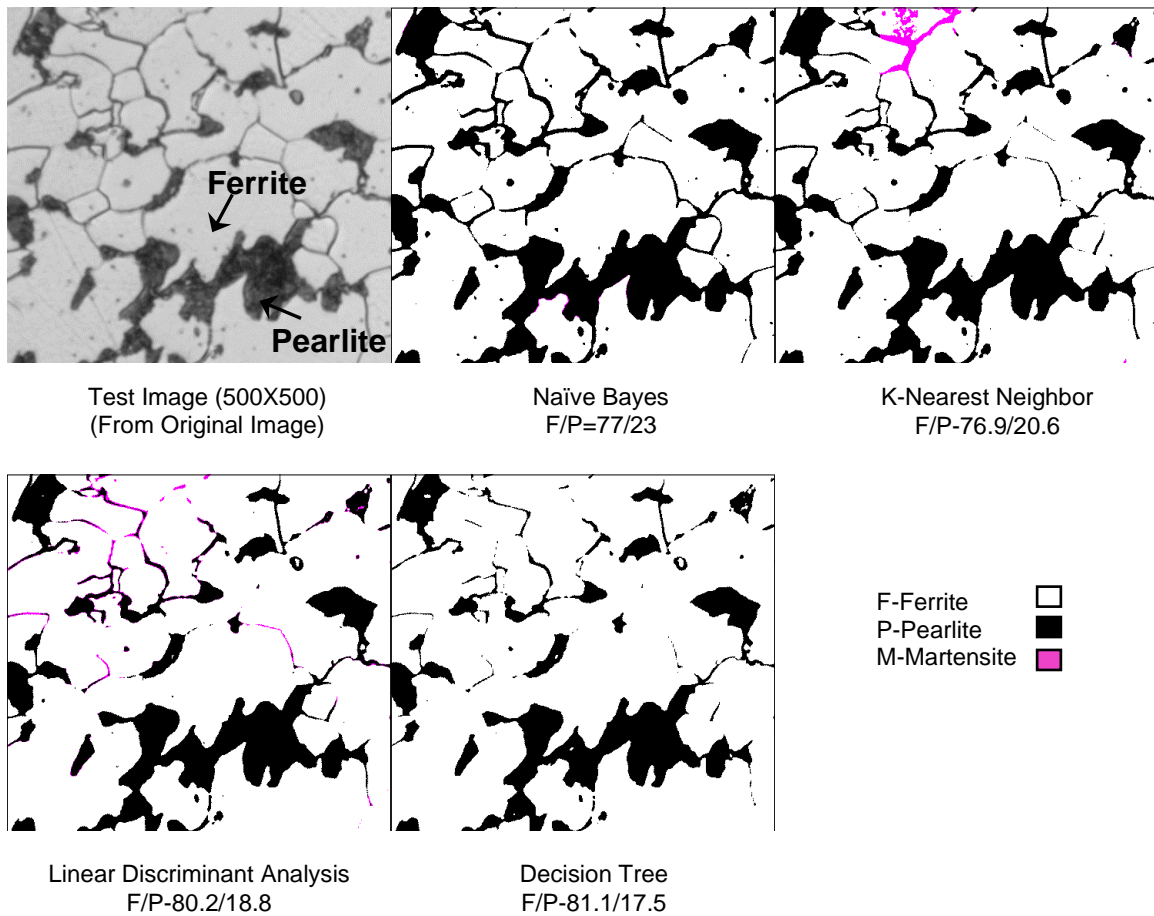 Ferrite
Pearlite
Test Image (500X500)
(From Original Image)
Naïve Bayes
F/P=77/23
K-Nearest Neighbor
F/P-76.9/20.6
Linear Discriminant Analysis
F/P-80.2/18.8
Decision Tree
F/P-81.1/17.5
F-Ferrite
P-Pearlite
M-Martensite